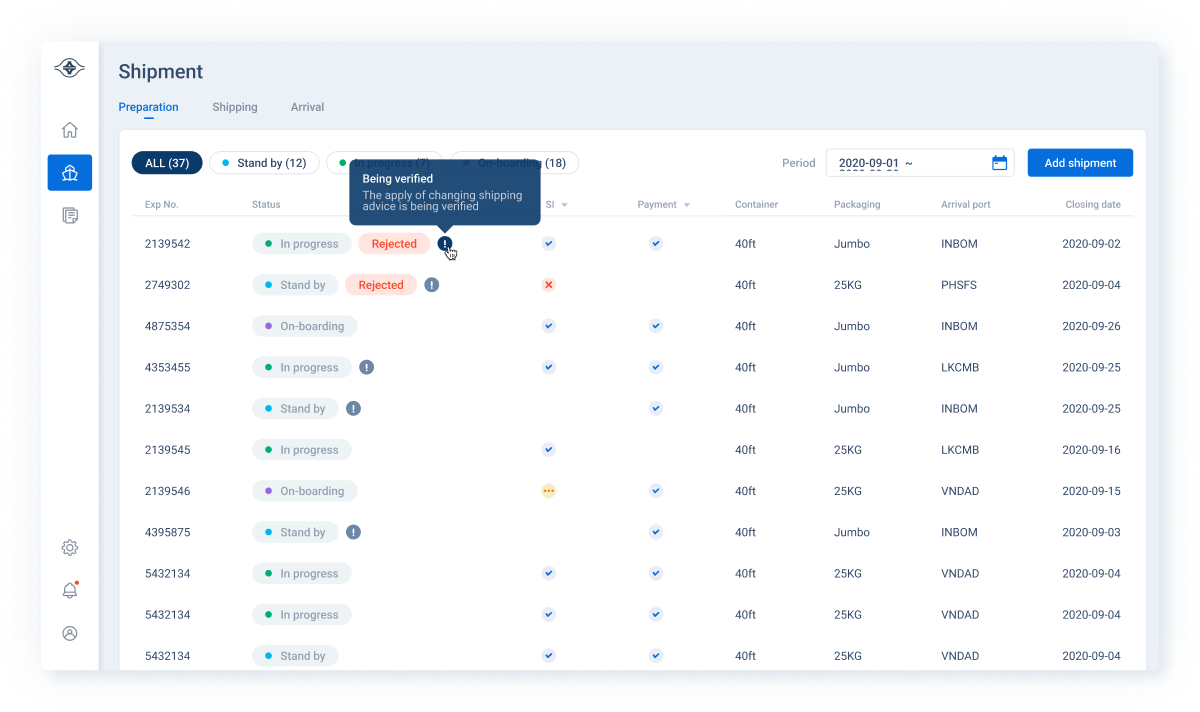 Shipment
Preparation Shipping Arrival
ALL (37) Stand by (12) In progress (7) On-boarding (18) Period 2020-09-01 ~ Add shipment
Being verified
The apply of changing shipping
advice is being verified
Exp No. Status SI Payment Container Packaging Arrival port Closing date
2139542 In progress Rejected ! 40ft Jumbo INBOM 2020-09-02
2749302 Stand by Rejected ! 40ft 25KG PHSFS 2020-09-04
4875354 On-boarding 40ft Jumbo INBOM 2020-09-26
4353455 In progress ! 40ft Jumbo LKCMB 2020-09-25
2139534 Stand by ! 40ft Jumbo INBOM 2020-09-25
2139545 In progress 40ft 25KG LKCMB 2020-09-16
2139546 On-boarding 40ft 25KG VNDAD 2020-09-15
4395875 Stand by ! 40ft Jumbo INBOM 2020-09-03
5432134 In progress 40ft 25KG VNDAD 2020-09-04
5432134 In progress 40ft 25KG VNDAD 2020-09-04
5432134 Stand by 40ft 25KG VNDAD 2020-09-04